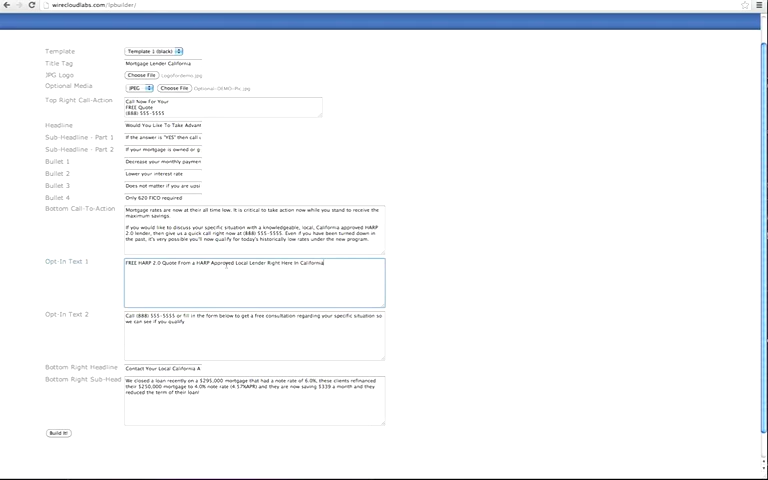 wirecloudlabs.com/lpbuilder/
Template Template 1 (black)
Title Tag Mortgage Lender California
JPG Logo Choose File LogoforDemo.jpg
Optional Media JPEG Choose File Optional-DEMO-Pic.jpg
Top Right Call-Action Call Now For Your
FREE Quote
(888) 555-5555
Headline Would You Like To Take Advant
Sub-Headline - Part 1 If the answer is "YES" then call
Sub-Headline - Part 2 If your mortgage is owned or g
Bullet 1 Decrease your monthly paymen
Bullet 2 Lower your interest rate
Bullet 3 Does not matter if you are upsi
Bullet 4 Only 620 FICO required
Bottom Call-To-Action Mortgage rates are now at their all time low. It is critical to take action now while you stand to receive the
maximum savings.
If you would like to discuss your specific situation with a knowledgeable, local, California approved HARP
2.0 lender, then give us a quick call right now at (888) 555-5555. Even if you have been turned down in
the past, it's very possible you'll now qualify for today's historically low rates under the new program.
Opt-In Text 1 FREE HARP 2.0 Quote From a HARP Approved Local Lender Right Here In California
Opt-In Text 2 Call (888) 555-5555 or fill in the form below to get a free consultation regarding your specific situation so
we can see if you qualify
Bottom Right Headline Contact Your Local California A
Bottom Right Sub-Head We closed a loan recently on a $295,000 mortgage that had a note rate of 6.0%, these clients refinanced
their $250,000 mortgage to 4.0% note rate (4.17%APR) and they are now saving $339 a month and they
reduced the term of their loan!
Build It!